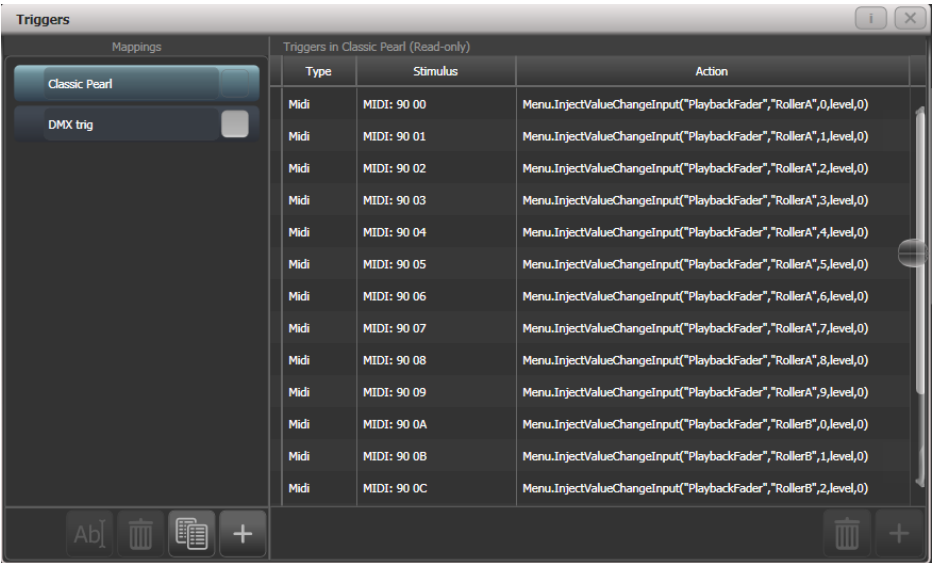 Triggers
i
Mappings
Triggers in Classic Pearl (Read-only)
Type Stimulus Action
Classic Pearl
DMX trig
Midi MIDI: 90 00 Menu.InjectValueChangeInput("PlaybackFader","RollerA",0,level,0)
Midi MIDI: 90 01 Menu.InjectValueChangeInput("PlaybackFader","RollerA",1,level,0)
Midi MIDI: 90 02 Menu.InjectValueChangeInput("PlaybackFader","RollerA",2,level,0)
Midi MIDI: 90 03 Menu.InjectValueChangeInput("PlaybackFader","RollerA",3,level,0)
Midi MIDI: 90 04 Menu.InjectValueChangeInput("PlaybackFader","RollerA",4,level,0)
Midi MIDI: 90 05 Menu.InjectValueChangeInput("PlaybackFader","RollerA",5,level,0)
Midi MIDI: 90 06 Menu.InjectValueChangeInput("PlaybackFader","RollerA",6,level,0)
Midi MIDI: 90 07 Menu.InjectValueChangeInput("PlaybackFader","RollerA",7,level,0)
Midi MIDI: 90 08 Menu.InjectValueChangeInput("PlaybackFader","RollerA",8,level,0)
Midi MIDI: 90 09 Menu.InjectValueChangeInput("PlaybackFader","RollerA",9,level,0)
Midi MIDI: 90 0A Menu.InjectValueChangeInput("PlaybackFader","RollerB",0,level,0)
Midi MIDI: 90 0B Menu.InjectValueChangeInput("PlaybackFader","RollerB",1,level,0)
Midi MIDI: 90 0C Menu.InjectValueChangeInput("PlaybackFader","RollerB",2,level,0)
Ab